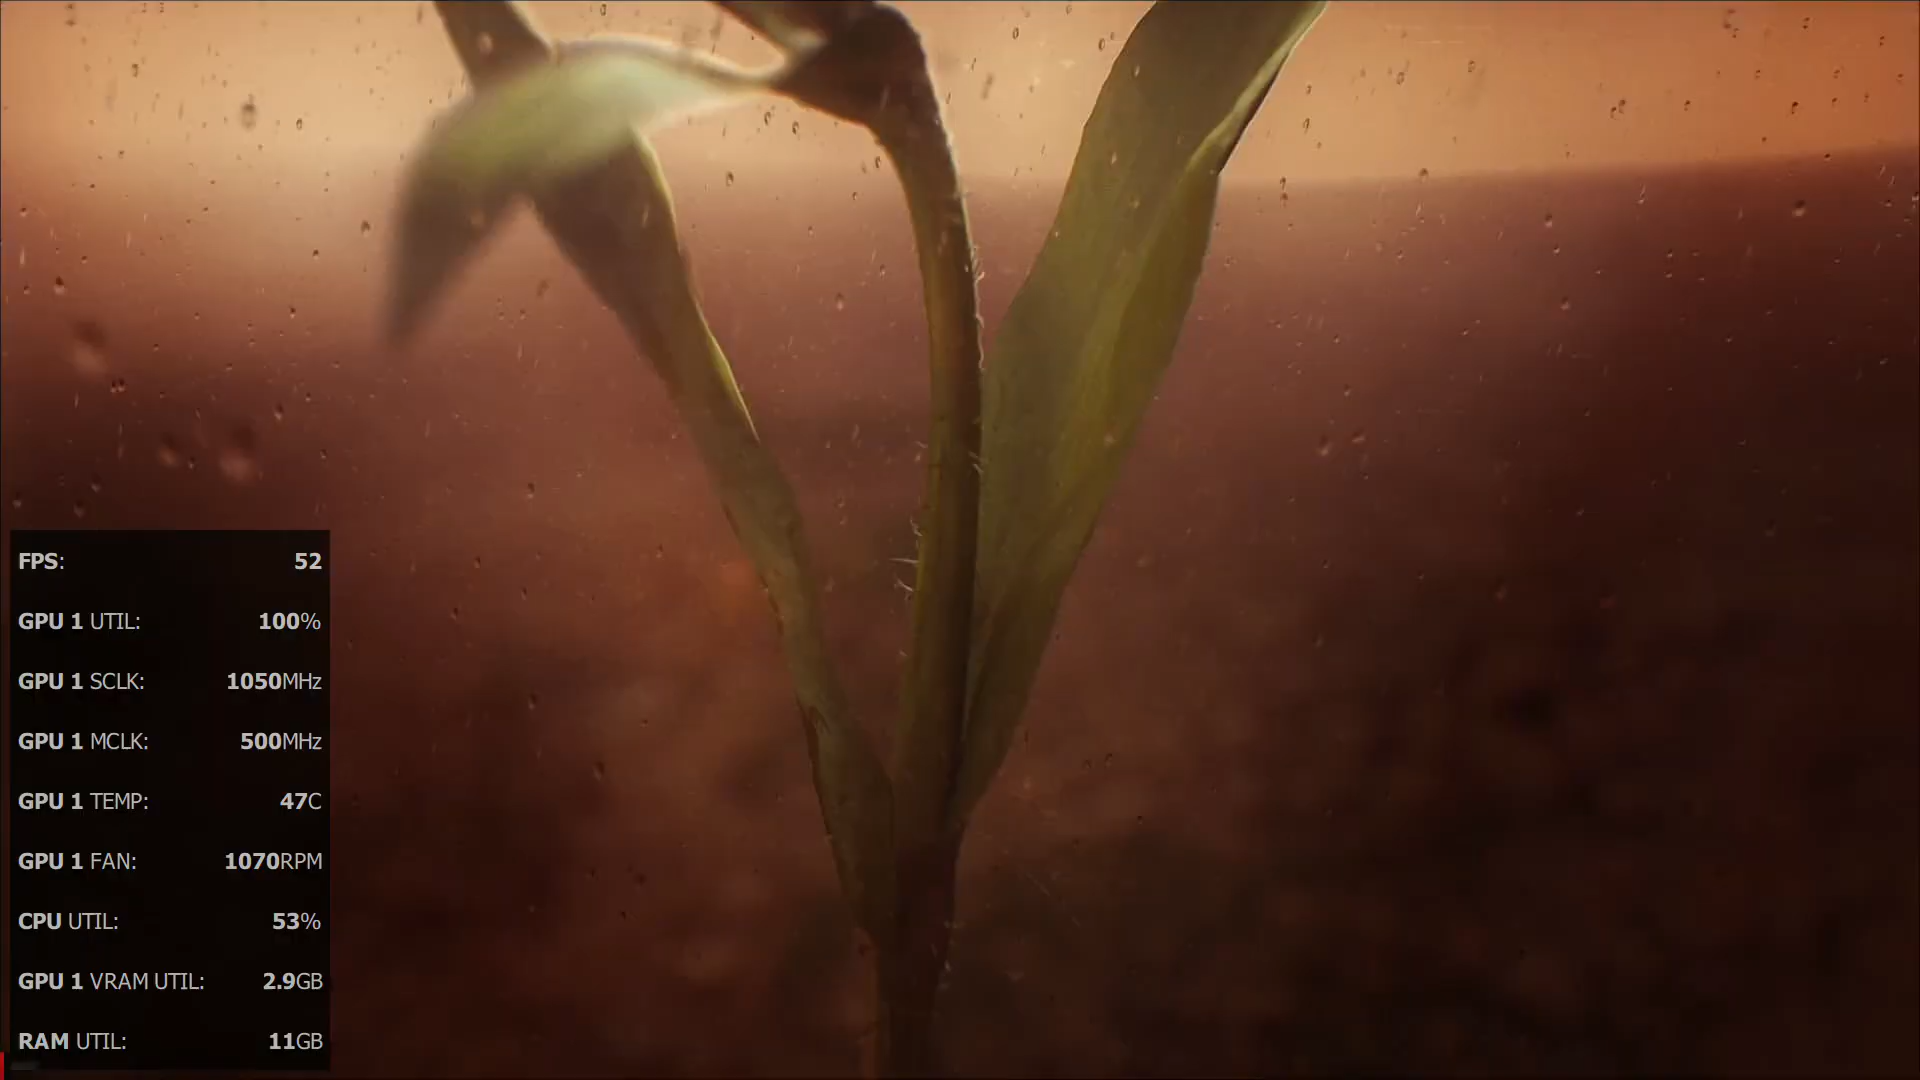 FPS: 52
GPU 1 UTIL: 100%
GPU 1 SCLK: 1050MHz
GPU 1 MCLK: 500MHz
GPU 1 TEMP: 47C
GPU 1 FAN: 1070RPM
CPU UTIL: 53%
GPU 1 VRAM UTIL: 2.9GB
RAM UTIL: 11GB